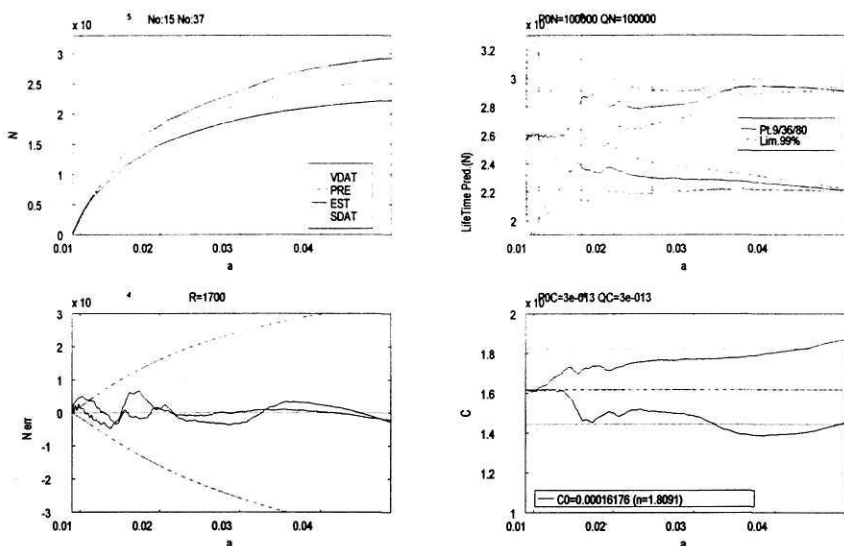 x 10 5 No:15 No:37
3
2.5
2
1.5
1
0.5
0
N
VDAT
PRE
EST
SDAT
0.01 0.02 0.03 0.04
a
x 10 P0N=100000 QN=100000
3.2
3
2.8
2.6
2.4
2.2
2
LifeTime Pred.(N)
Pt.9/36/80
Lim.99%
0.01 0.02 0.03 0.04
a
x 10 4 R=1700
3
2
1
0
-1
-2
-3
N err
0.01 0.02 0.03 0.04
a
x 10 P0C=3e-013 QC=3e-013
2
1.8
1.6
1.4
1.2
1
C
C0=0.00016176 (n=1.8091)
0.01 0.02 0.03 0.04
a